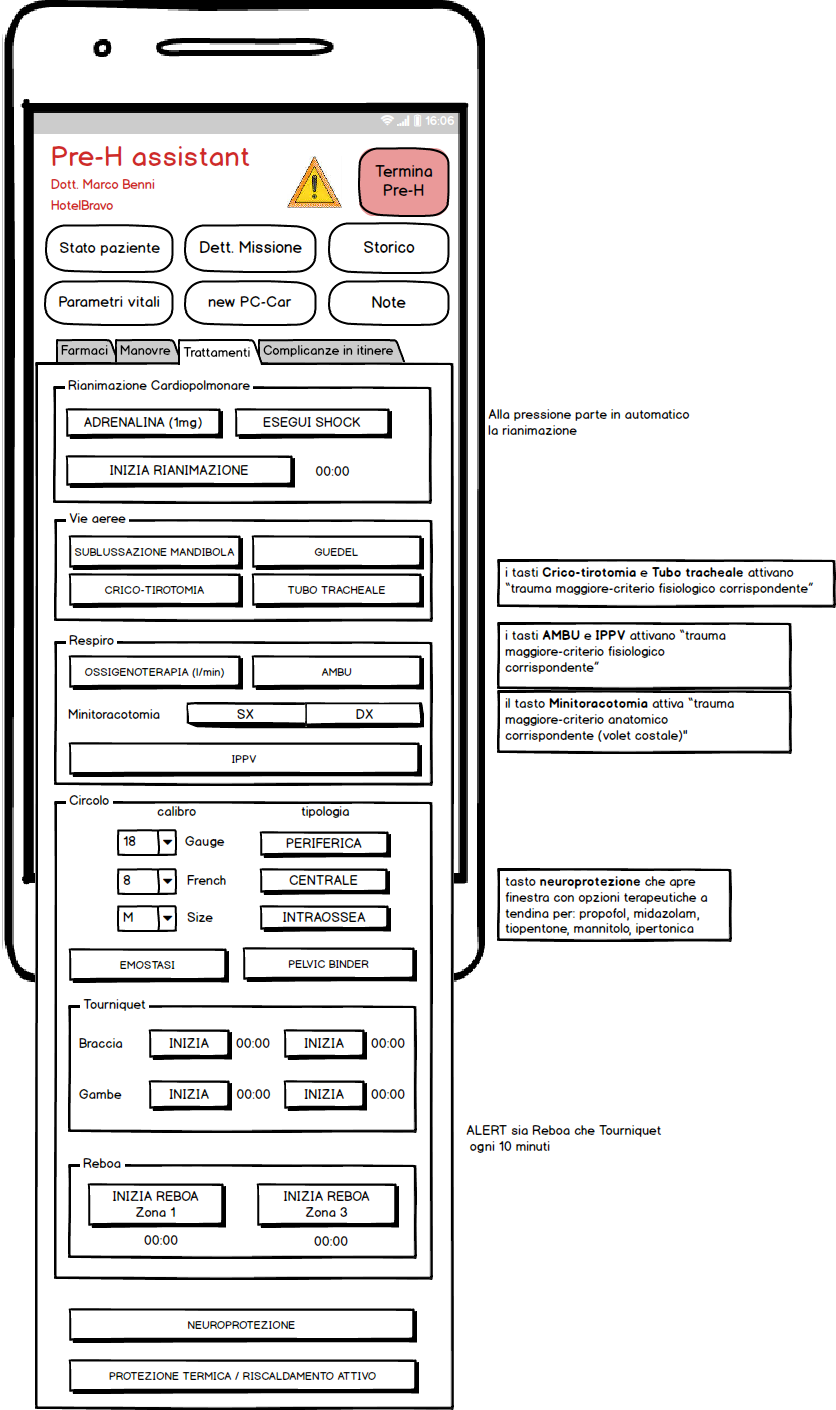 16:06
Pre-H assistant
Dott. Marco Benni
HotelBravo
Termina
Pre-H
Stato paziente
Dett. Missione
Storico
Parametri vitali
new PC-Car
Note
Farmaci
Manovre
Trattamenti
Complicanze in itinere
Rianimazione Cardiopolmonare
ADRENALINA (1mg)
ESEGUI SHOCK
INIZIA RIANIMAZIONE
00:00
Alla pressione parte in automatico
la rianimazione
Vie aeree
SUBLUSSAZIONE MANDIBOLA
GUEDEL
CRICO-TIROTOMIA
TUBO TRACHEALE
i tasti Crico-tirotomia e Tubo tracheale attivano
"trauma maggiore-criterio fisiologico corrispondente"
Respiro
OSSIGENOTERAPIA (l/min)
AMBU
Minitoracotomia
SX
DX
IPPV
i tasti AMBU e IPPV attivano "trauma
maggiore-criterio fisiologico
corrispondente"
il tasto Minitoracotomia attiva "trauma
maggiore-criterio anatomico
corrispondente (volet costale)"
Circolo
calibro
tipologia
18
Gauge
PERIFERICA
8
French
CENTRALE
M
Size
INTRAOSSEA
tasto neuroprotezione che apre
finestra con opzioni terapeutiche a
tendina per: propofol, midazolam,
tiopentone, mannitolo, ipertonica
EMOSTASI
PELVIC BINDER
Tourniquet
Braccia
INIZIA
00:00
INIZIA
00:00
Gambe
INIZIA
00:00
INIZIA
00:00
ALERT sia Reboa che Tourniquet
ogni 10 minuti
Reboa
INIZIA REBOA
Zona 1
INIZIA REBOA
Zona 3
00:00
00:00
NEUROPROTEZIONE
PROTEZIONE TERMICA / RISCALDAMENTO ATTIVO